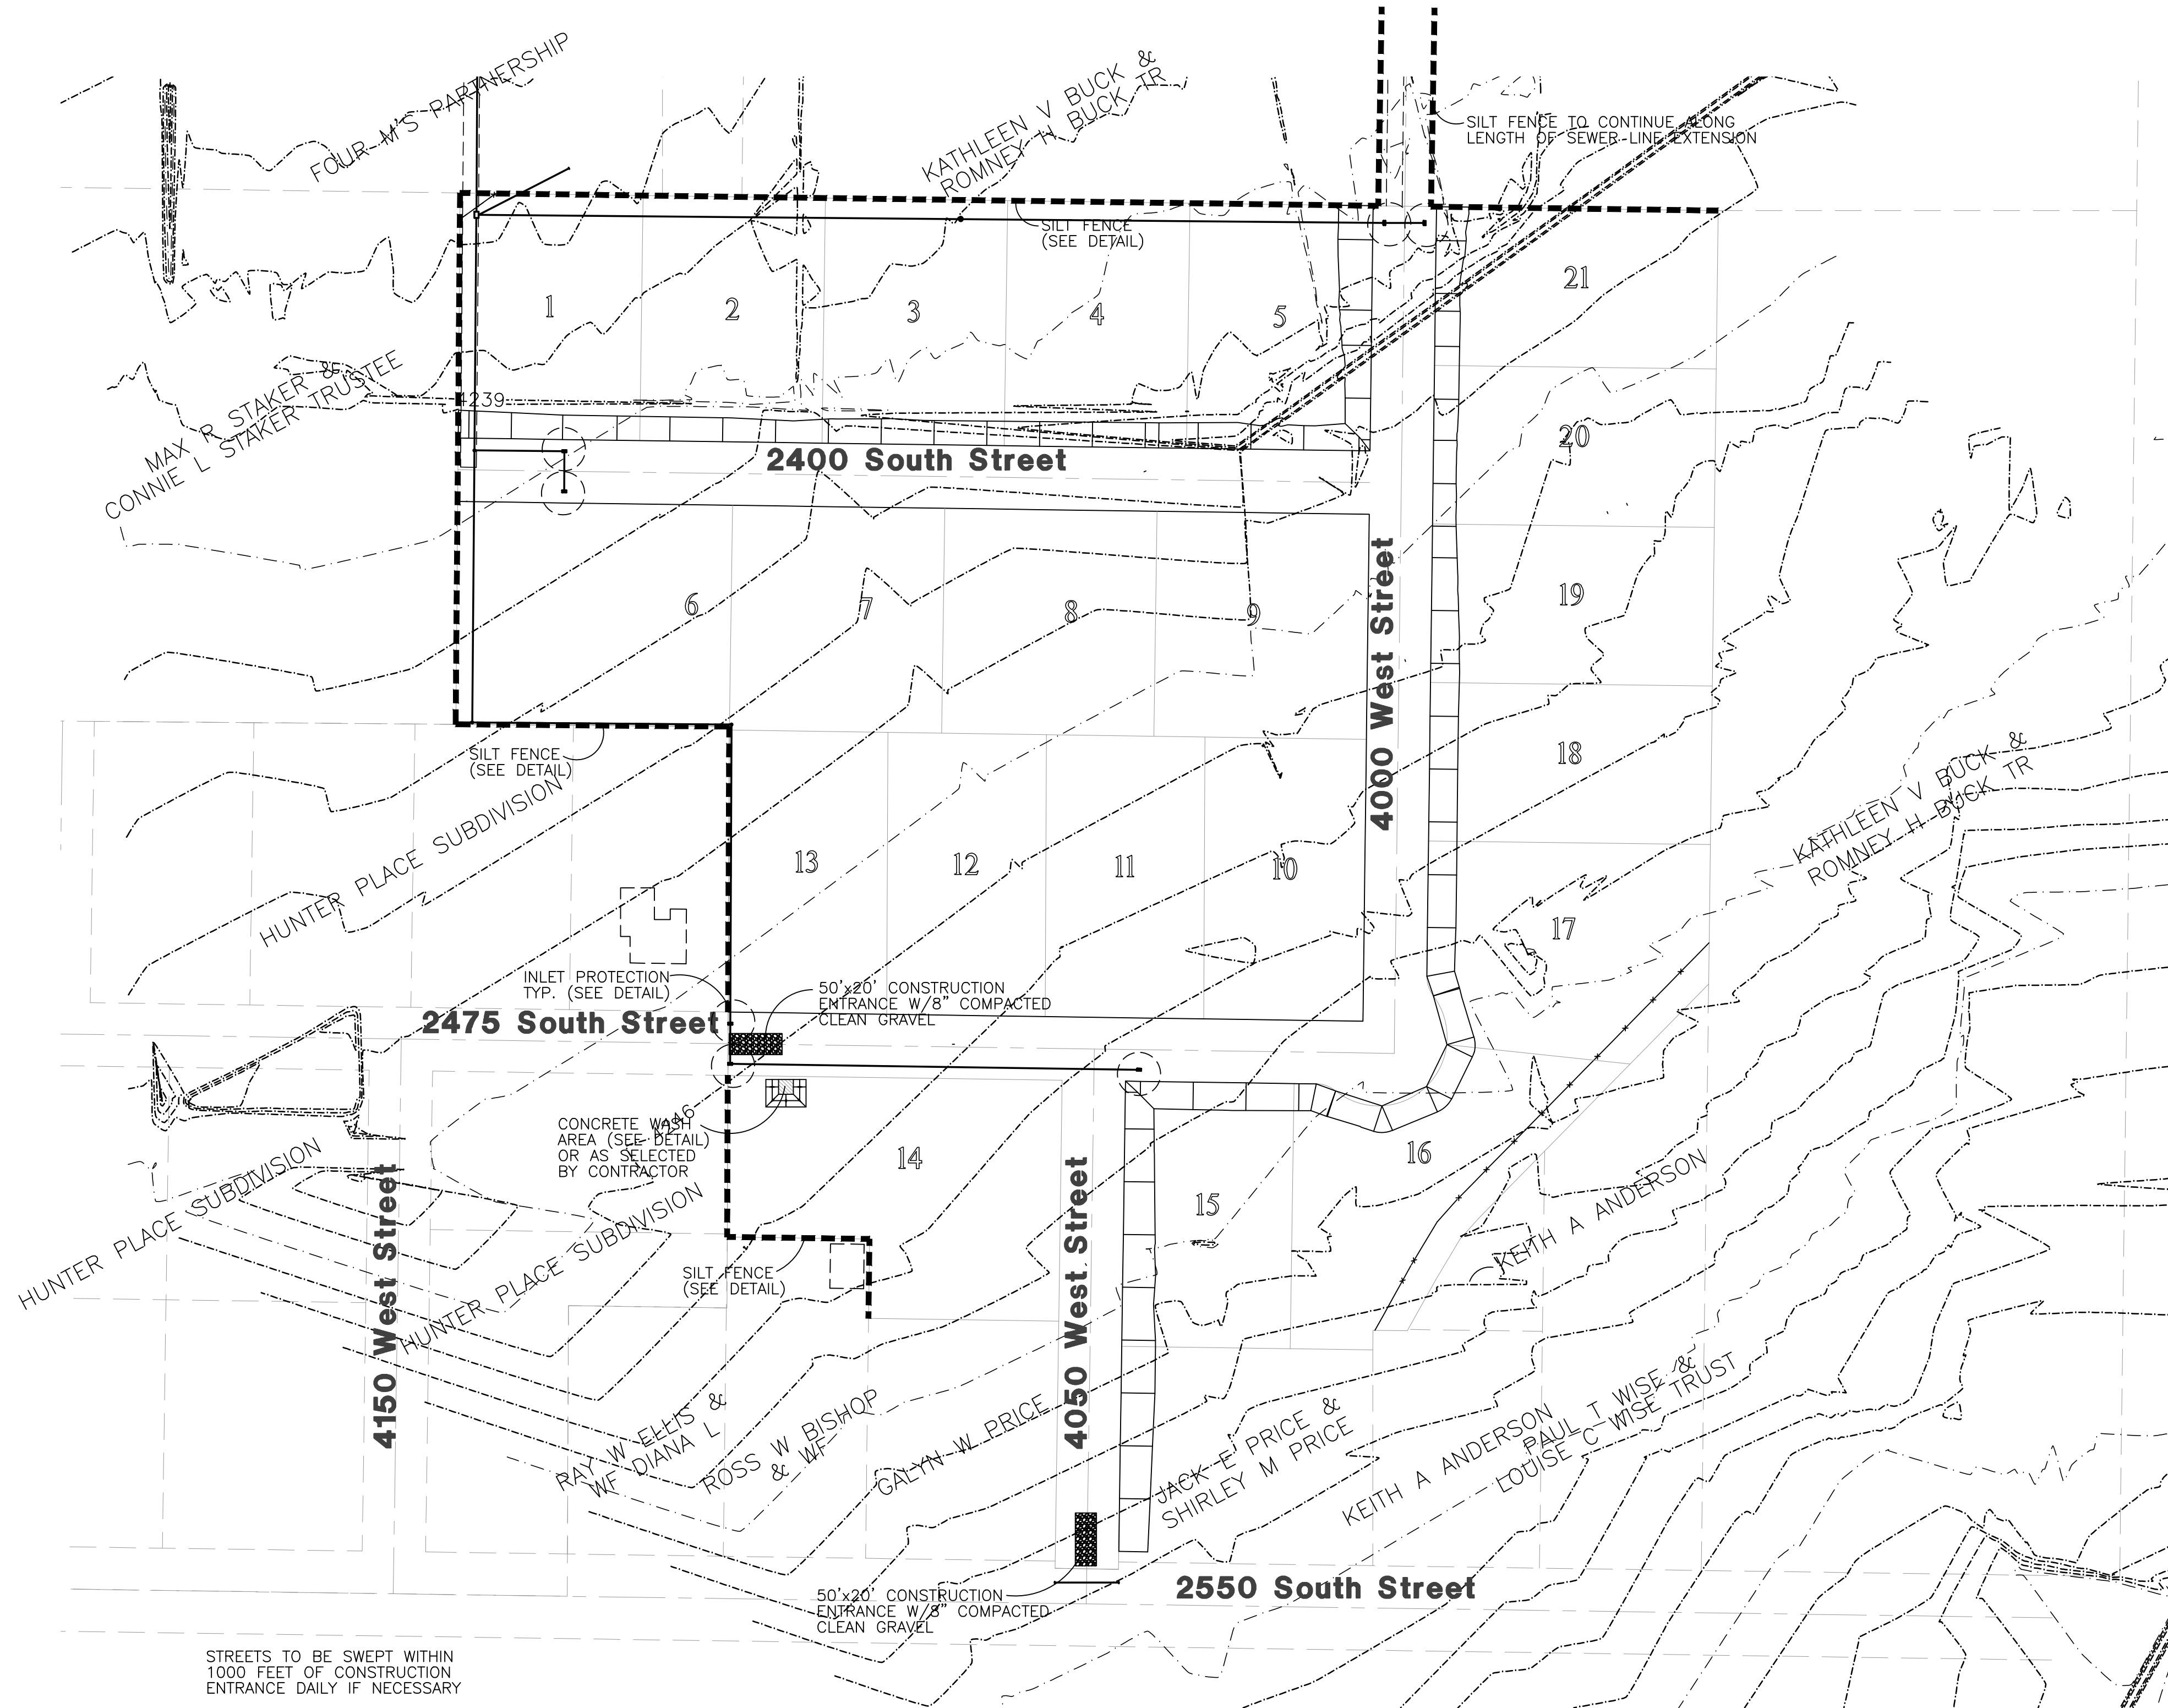 FOUR M'S PARTNERSHIP
KATHLEEN V BUCK &
ROMNEY H BUCK TR
SILT FENCE TO CONTINUE ALONG
LENGTH OF SEWER LINE EXTENSION
SILT FENCE
(SEE DETAIL)
1
2
3
4
5
21
MAX R STAKER &
CONNIE L STAKER TRUSTEE
4239
2400 South Street
20
6
7
8
9
19
4000 West Street
18
SILT FENCE
(SEE DETAIL)
HUNTER PLACE SUBDIVISION
KATHLEEN V BUCK &
ROMNEY H BUCK TR
13
12
11
10
17
INLET PROTECTION
TYP. (SEE DETAIL)
50'x20' CONSTRUCTION
ENTRANCE W/8" COMPACTED
CLEAN GRAVEL
2475 South Street
CONCRETE WASH
AREA (SEE DETAIL)
OR AS SELECTED
BY CONTRACTOR
4246
14
15
16
HUNTER PLACE SUBDIVISION
4150 West Street
HUNTER PLACE SUBDIVISION
SILT FENCE
(SEE DETAIL)
4050 West Street
KEITH A ANDERSON
RAY W ELLIS &
WF DIANA L
ROSS W BISHOP
& WF
GALYN W PRICE
JACK E PRICE &
SHIRLEY M PRICE
KEITH A ANDERSON
PAUL T WISE &
LOUISE C WISE TRUST
50'x20' CONSTRUCTION
ENTRANCE W/8" COMPACTED
CLEAN GRAVEL
2550 South Street
STREETS TO BE SWEPT WITHIN
1000 FEET OF CONSTRUCTION
ENTRANCE DAILY IF NECESSARY